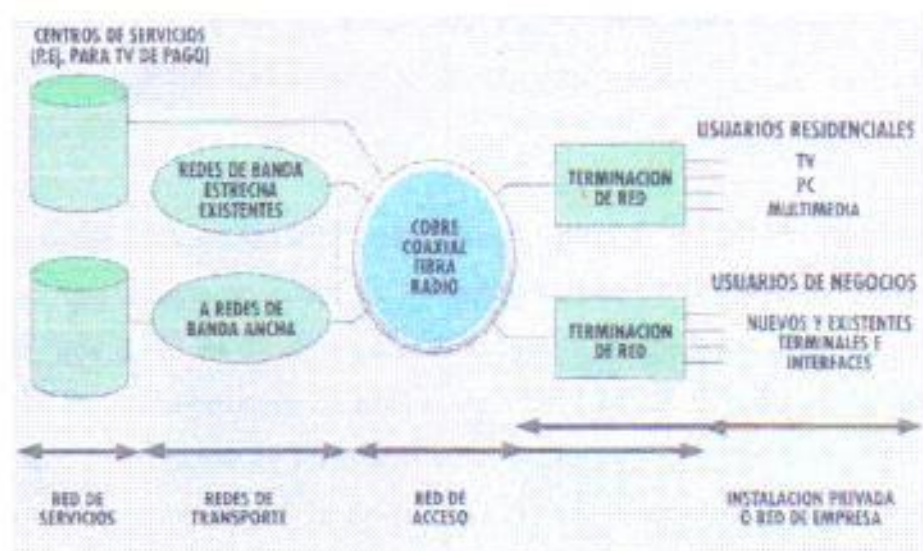 CENTROS DE SERVICIOS
(P.Ej. PARA TV DE PAGO)
REDES DE BANDA
ESTRECHA
EXISTENTES
A REDES DE
BANDA ANCHA
COBRE
COAXIAL
FIBRA
RADIO
TERMINACION
DE RED
TERMINACION
DE RED
USUARIOS RESIDENCIALES
TV
PC
MULTIMEDIA
USUARIOS DE NEGOCIOS
NUEVOS Y EXISTENTES
TERMINALES E
INTERFACES
RED DE
SERVICIOS
REDES DE
TRANSPORTE
RED DE
ACCESO
INSTALACION PRIVADA
O RED DE EMPRESA